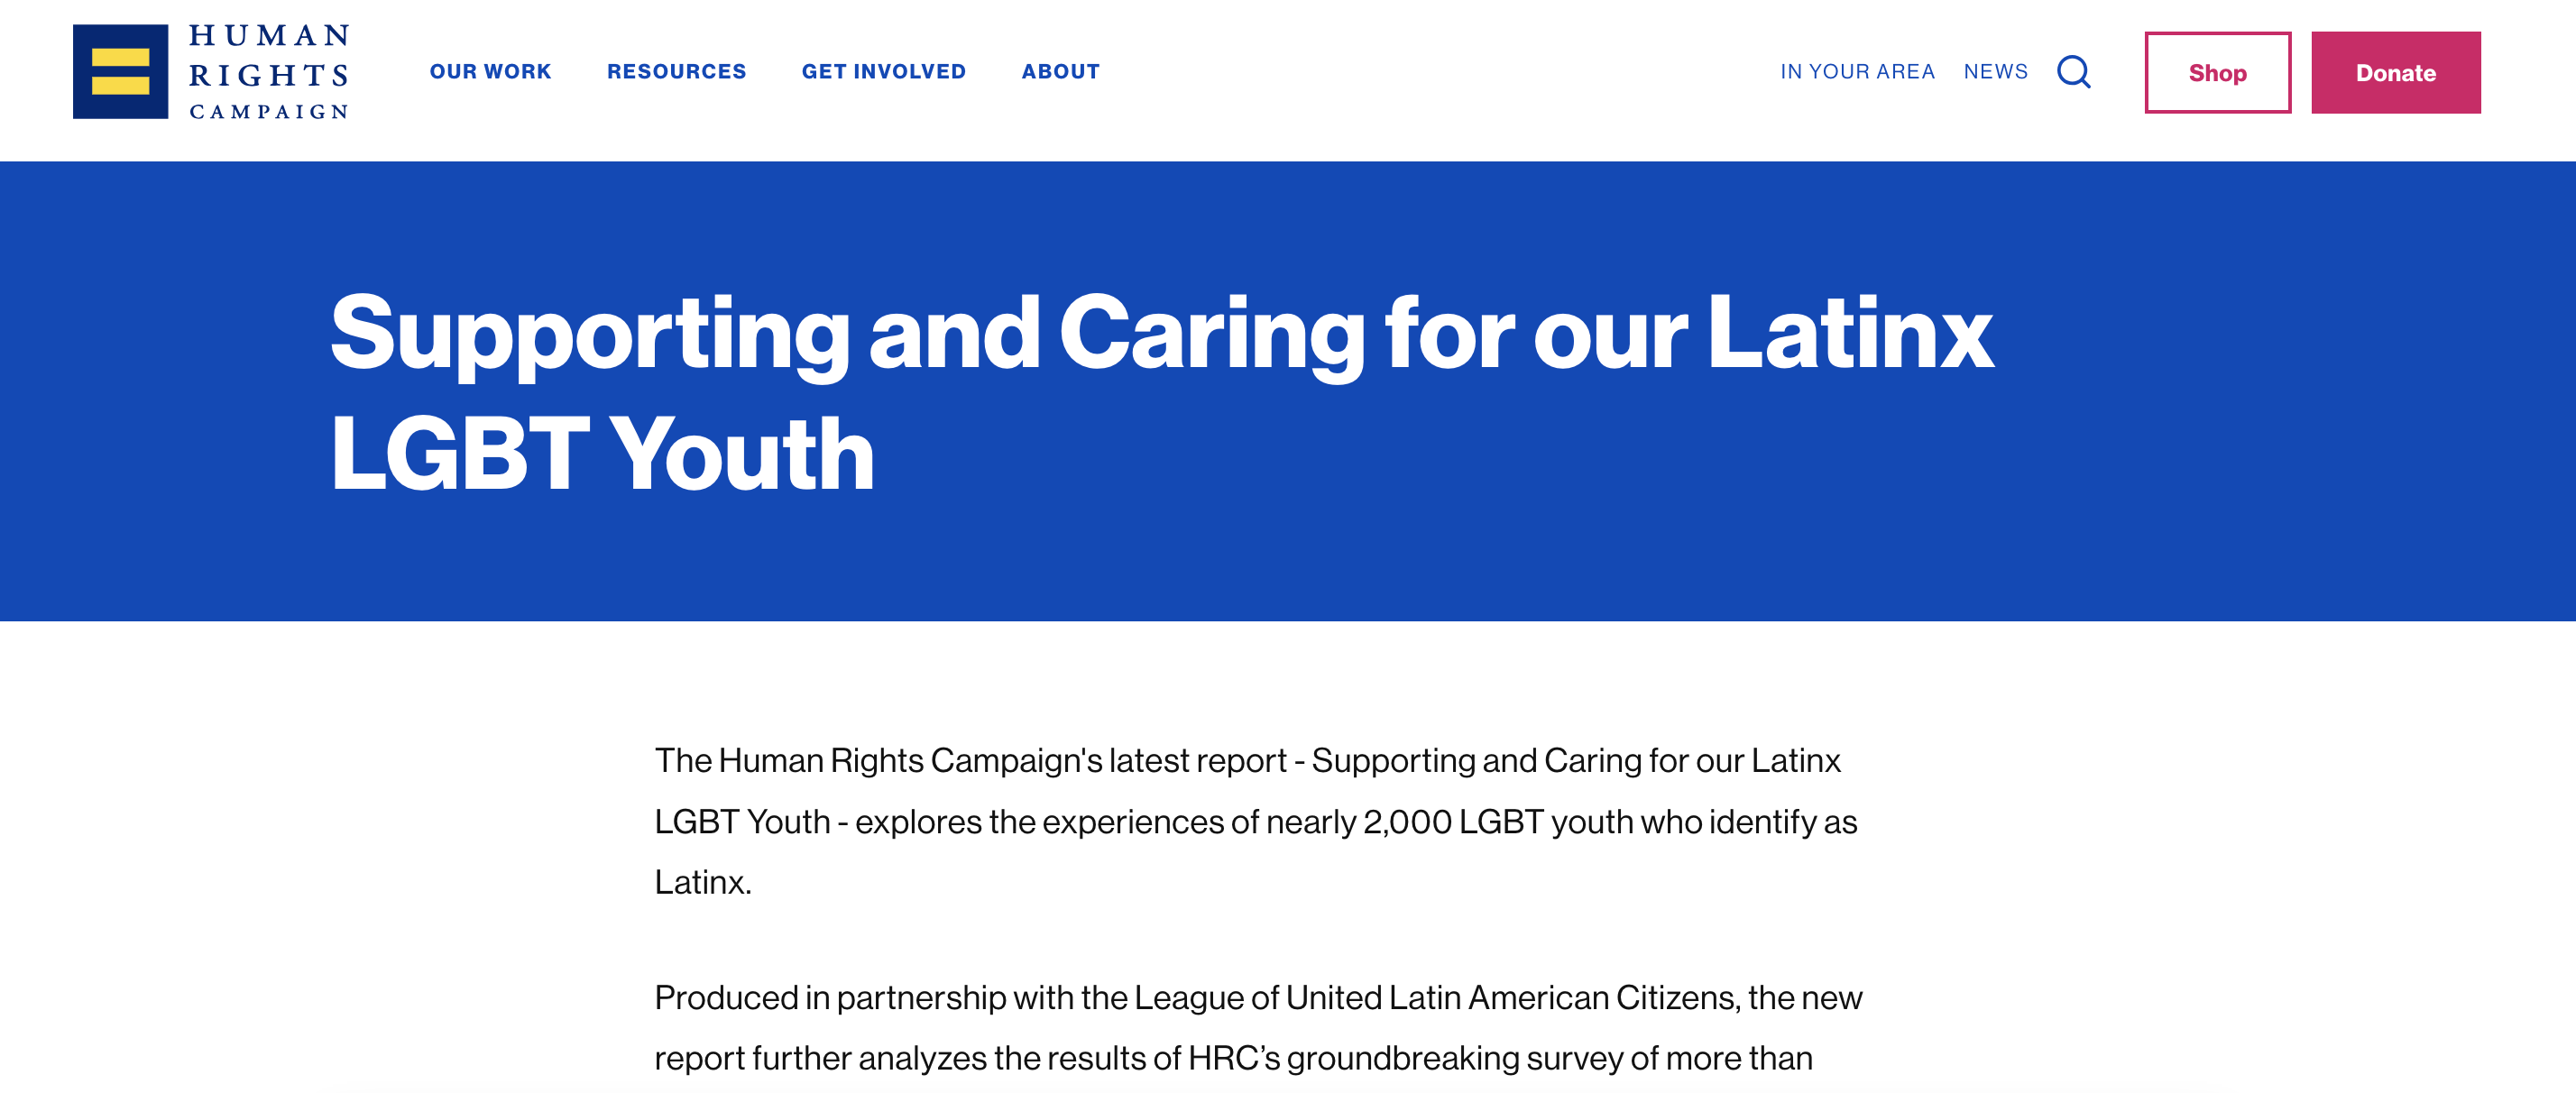 HUMAN
RIGHTS
CAMPAIGN
OUR WORK RESOURCES GET INVOLVED ABOUT IN YOUR AREA NEWS Shop Donate
Supporting and Caring for our Latinx
LGBT Youth
The Human Rights Campaign's latest report - Supporting and Caring for our Latinx
LGBT Youth - explores the experiences of nearly 2,000 LGBT youth who identify as
Latinx.
Produced in partnership with the League of United Latin American Citizens, the new
report further analyzes the results of HRC’s groundbreaking survey of more than